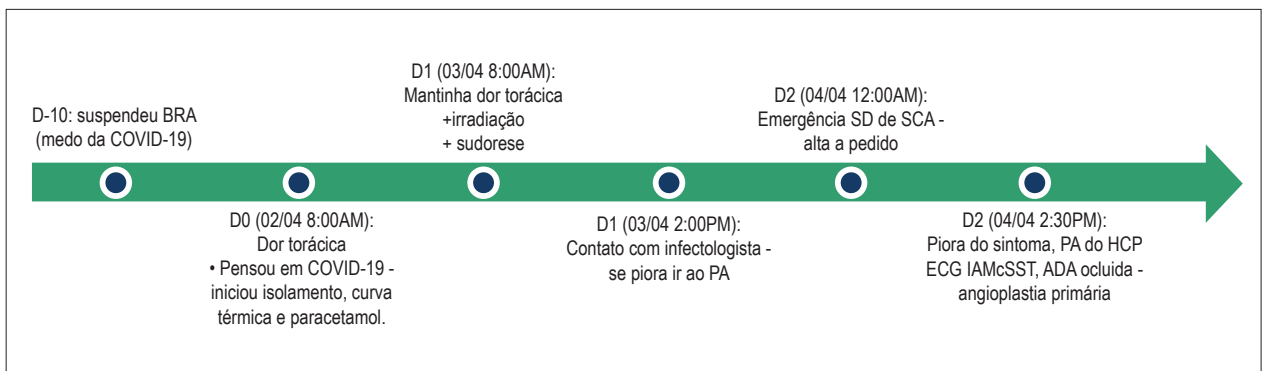 D-10: suspendeu BRA
(medo da COVID-19)
D0 (02/04 8:00AM):
Dor torácica
• Pensou em COVID-19 -
iniciou isolamento, curva
térmica e paracetamol.
D1 (03/04 8:00AM):
Mantinha dor torácica
+irradiação
+ sudorese
D1 (03/04 2:00PM):
Contato com infectologista -
se piora ir ao PA
D2 (04/04 12:00AM):
Emergência SD de SCA -
alta a pedido
D2 (04/04 2:30PM):
Piora do sintoma, PA do HCP
ECG IAMcSST, ADA ocluida -
angioplastia primária